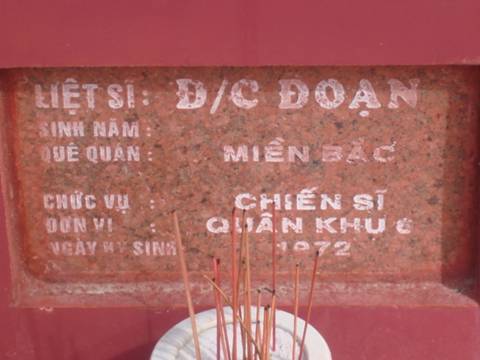 LIỆT SĨ : Đ/C ĐOẠN
SINH NĂM :
QUÊ QUÁN : MIỀN BẮC
CHỨC VỤ : CHIẾN SĨ
ĐƠN VỊ : QUÂN KHU 6
NGÀY HY SINH 1972